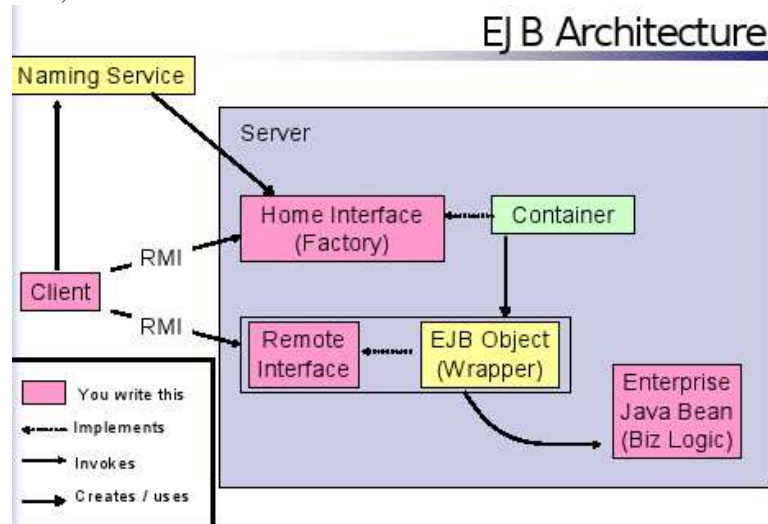 EJB Architecture
Naming Service
Server
Home Interface
(Factory)
Container
RMI
Client
RMI
Remote
Interface
EJB Object
(Wrapper)
Enterprise
Java Bean
(Biz Logic)
You write this
Implements
Invokes
Creates / uses